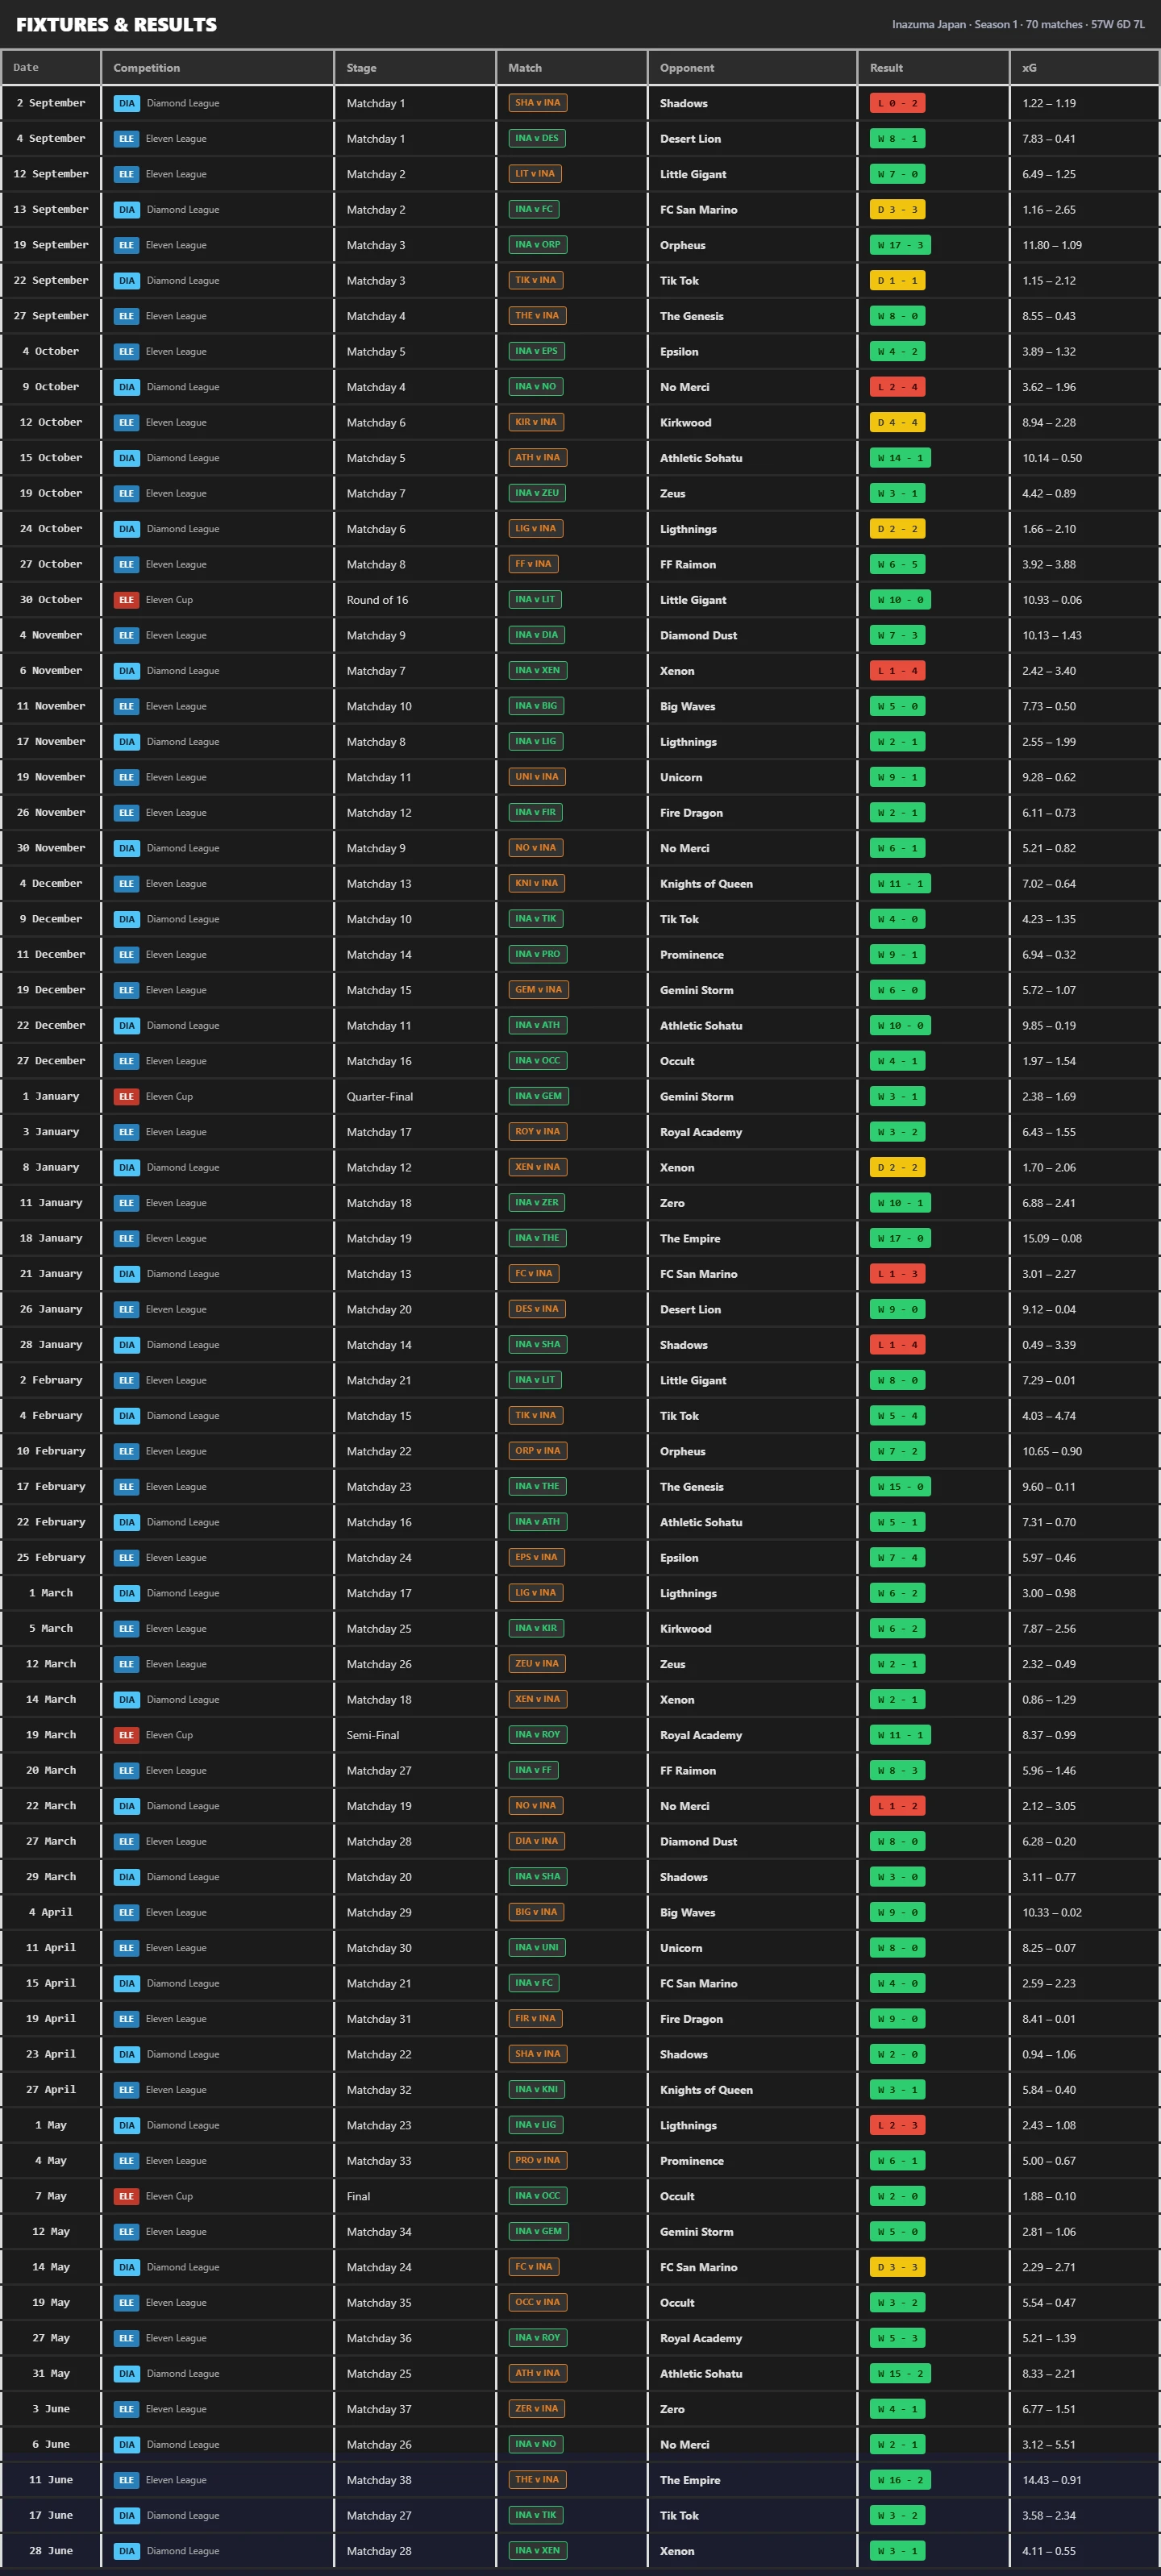 FIXTURES & RESULTS Inazuma Japan · Season 1 · 70 matches · 57W 6D 7L
Date Competition Stage Match Opponent Result xG
2 September DIA Diamond League Matchday 1 SHA v INA Shadows L 0 - 2 1.22 – 1.19
4 September ELE Eleven League Matchday 1 INA v DES Desert Lion W 8 - 1 7.83 – 0.41
12 September ELE Eleven League Matchday 2 LIT v INA Little Gigant W 7 - 0 6.49 – 1.25
13 September DIA Diamond League Matchday 2 INA v FC FC San Marino D 3 - 3 1.16 – 2.65
19 September ELE Eleven League Matchday 3 INA v ORP Orpheus W 17 - 3 11.80 – 1.09
22 September DIA Diamond League Matchday 3 TIK v INA Tik Tok D 1 - 1 1.15 – 2.12
27 September ELE Eleven League Matchday 4 THE v INA The Genesis W 8 - 0 8.55 – 0.43
4 October ELE Eleven League Matchday 5 INA v EPS Epsilon W 4 - 2 3.89 – 1.32
9 October DIA Diamond League Matchday 4 INA v NO No Merci L 2 - 4 3.62 – 1.96
12 October ELE Eleven League Matchday 6 KIR v INA Kirkwood D 4 - 4 8.94 – 2.28
15 October DIA Diamond League Matchday 5 ATH v INA Athletic Sohatu W 14 - 1 10.14 – 0.50
19 October ELE Eleven League Matchday 7 INA v ZEU Zeus W 3 - 1 4.42 – 0.89
24 October DIA Diamond League Matchday 6 LIG v INA Ligthnings D 2 - 2 1.66 – 2.10
27 October ELE Eleven League Matchday 8 FF v INA FF Raimon W 6 - 5 3.92 – 3.88
30 October ELE Eleven Cup Round of 16 INA v LIT Little Gigant W 10 - 0 10.93 – 0.06
4 November ELE Eleven League Matchday 9 INA v DIA Diamond Dust W 7 - 3 10.13 – 1.43
6 November DIA Diamond League Matchday 7 INA v XEN Xenon L 1 - 4 2.42 – 3.40
11 November ELE Eleven League Matchday 10 INA v BIG Big Waves W 5 - 0 7.73 – 0.50
17 November DIA Diamond League Matchday 8 INA v LIG Ligthnings W 2 - 1 2.55 – 1.99
19 November ELE Eleven League Matchday 11 UNI v INA Unicorn W 9 - 1 9.28 – 0.62
26 November ELE Eleven League Matchday 12 INA v FIR Fire Dragon W 2 - 1 6.11 – 0.73
30 November DIA Diamond League Matchday 9 NO v INA No Merci W 6 - 1 5.21 – 0.82
4 December ELE Eleven League Matchday 13 KNI v INA Knights of Queen W 11 - 1 7.02 – 0.64
9 December DIA Diamond League Matchday 10 INA v TIK Tik Tok W 4 - 0 4.23 – 1.35
11 December ELE Eleven League Matchday 14 INA v PRO Prominence W 9 - 1 6.94 – 0.32
19 December ELE Eleven League Matchday 15 GEM v INA Gemini Storm W 6 - 0 5.72 – 1.07
22 December DIA Diamond League Matchday 11 INA v ATH Athletic Sohatu W 10 - 0 9.85 – 0.19
27 December ELE Eleven League Matchday 16 INA v OCC Occult W 4 - 1 1.97 – 1.54
1 January ELE Eleven Cup Quarter-Final INA v GEM Gemini Storm W 3 - 1 2.38 – 1.69
3 January ELE Eleven League Matchday 17 ROY v INA Royal Academy W 3 - 2 6.43 – 1.55
8 January DIA Diamond League Matchday 12 XEN v INA Xenon D 2 - 2 1.70 – 2.06
11 January ELE Eleven League Matchday 18 INA v ZER Zero W 10 - 1 6.88 – 2.41
18 January ELE Eleven League Matchday 19 INA v THE The Empire W 17 - 0 15.09 – 0.08
21 January DIA Diamond League Matchday 13 FC v INA FC San Marino L 1 - 3 3.01 – 2.27
26 January ELE Eleven League Matchday 20 DES v INA Desert Lion W 9 - 0 9.12 – 0.04
28 January DIA Diamond League Matchday 14 INA v SHA Shadows L 1 - 4 0.49 – 3.39
2 February ELE Eleven League Matchday 21 INA v LIT Little Gigant W 8 - 0 7.29 – 0.01
4 February DIA Diamond League Matchday 15 TIK v INA Tik Tok W 5 - 4 4.03 – 4.74
10 February ELE Eleven League Matchday 22 ORP v INA Orpheus W 7 - 2 10.65 – 0.90
17 February ELE Eleven League Matchday 23 INA v THE The Genesis W 15 - 0 9.60 – 0.11
22 February DIA Diamond League Matchday 16 INA v ATH Athletic Sohatu W 5 - 1 7.31 – 0.70
25 February ELE Eleven League Matchday 24 EPS v INA Epsilon W 7 - 4 5.97 – 0.46
1 March DIA Diamond League Matchday 17 LIG v INA Ligthnings W 6 - 2 3.00 – 0.98
5 March ELE Eleven League Matchday 25 INA v KIR Kirkwood W 6 - 2 7.87 – 2.56
12 March ELE Eleven League Matchday 26 ZEU v INA Zeus W 2 - 1 2.32 – 0.49
14 March DIA Diamond League Matchday 18 XEN v INA Xenon W 2 - 1 0.86 – 1.29
19 March ELE Eleven Cup Semi-Final INA v ROY Royal Academy W 11 - 1 8.37 – 0.99
20 March ELE Eleven League Matchday 27 INA v FF FF Raimon W 8 - 3 5.96 – 1.46
22 March DIA Diamond League Matchday 19 NO v INA No Merci L 1 - 2 2.12 – 3.05
27 March ELE Eleven League Matchday 28 DIA v INA Diamond Dust W 8 - 0 6.28 – 0.20
29 March DIA Diamond League Matchday 20 INA v SHA Shadows W 3 - 0 3.11 – 0.77
4 April ELE Eleven League Matchday 29 BIG v INA Big Waves W 9 - 0 10.33 – 0.02
11 April ELE Eleven League Matchday 30 INA v UNI Unicorn W 8 - 0 8.25 – 0.07
15 April DIA Diamond League Matchday 21 INA v FC FC San Marino W 4 - 0 2.59 – 2.23
19 April ELE Eleven League Matchday 31 FIR v INA Fire Dragon W 9 - 0 8.41 – 0.01
23 April DIA Diamond League Matchday 22 SHA v INA Shadows W 2 - 0 0.94 – 1.06
27 April ELE Eleven League Matchday 32 INA v KNI Knights of Queen W 3 - 1 5.84 – 0.40
1 May DIA Diamond League Matchday 23 INA v LIG Ligthnings L 2 - 3 2.43 – 1.08
4 May ELE Eleven League Matchday 33 PRO v INA Prominence W 6 - 1 5.00 – 0.67
7 May ELE Eleven Cup Final INA v OCC Occult W 2 - 0 1.88 – 0.10
12 May ELE Eleven League Matchday 34 INA v GEM Gemini Storm W 5 - 0 2.81 – 1.06
14 May DIA Diamond League Matchday 24 FC v INA FC San Marino D 3 - 3 2.29 – 2.71
19 May ELE Eleven League Matchday 35 OCC v INA Occult W 3 - 2 5.54 – 0.47
27 May ELE Eleven League Matchday 36 INA v ROY Royal Academy W 5 - 3 5.21 – 1.39
31 May DIA Diamond League Matchday 25 ATH v INA Athletic Sohatu W 15 - 2 8.33 – 2.21
3 June ELE Eleven League Matchday 37 ZER v INA Zero W 4 - 1 6.77 – 1.51
6 June DIA Diamond League Matchday 26 INA v NO No Merci W 2 - 1 3.12 – 5.51
11 June ELE Eleven League Matchday 38 THE v INA The Empire W 16 - 2 14.43 – 0.91
17 June DIA Diamond League Matchday 27 INA v TIK Tik Tok W 3 - 2 3.58 – 2.34
28 June DIA Diamond League Matchday 28 INA v XEN Xenon W 3 - 1 4.11 – 0.55